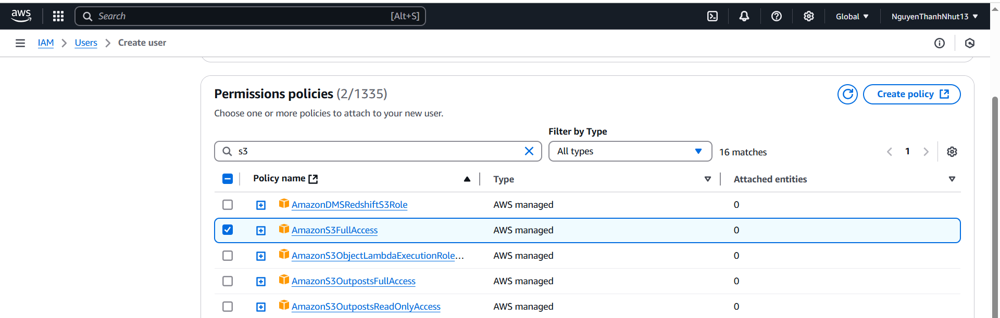 aws Search [Alt+S] Global NguyenThanhNhut13
IAM Users Create user
Permissions policies (2/1335) Create policy
Choose one or more policies to attach to your new user.
Filter by Type
s3 All types 16 matches 1
Policy name Type Attached entities
AmazonDMSRedshiftS3Role AWS managed 0
AmazonS3FullAccess AWS managed 0
AmazonS3ObjectLambdaExecutionRole... AWS managed 0
AmazonS3OutpostsFullAccess AWS managed 0
AmazonS3OutpostsReadOnlyAccess AWS managed 0